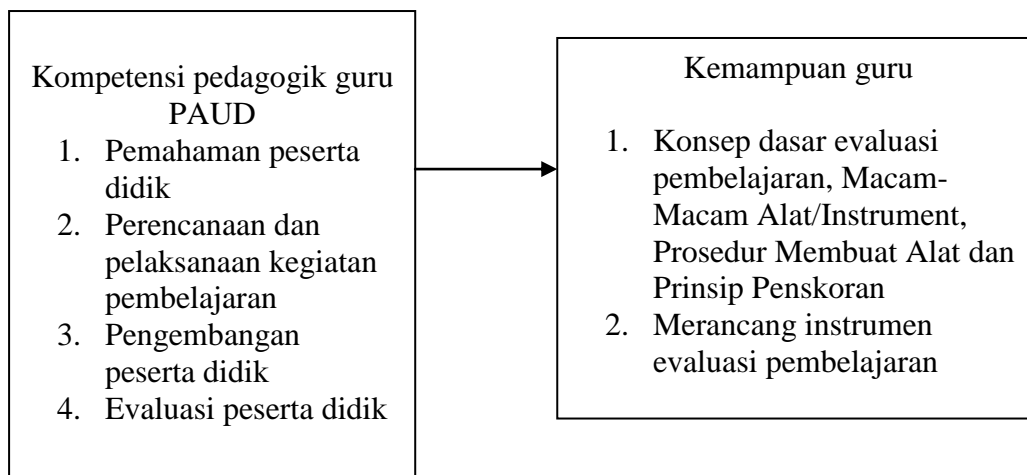 Kompetensi pedagogik guru
PAUD
1. Pemahaman peserta
didik
2. Perencanaan dan
pelaksanaan kegiatan
pembelajaran
3. Pengembangan
peserta didik
4. Evaluasi peserta didik
Kemampuan guru
1. Konsep dasar evaluasi
pembelajaran, Macam-
Macam Alat/Instrument,
Prosedur Membuat Alat dan
Prinsip Penskoran
2. Merancang instrumen
evaluasi pembelajaran